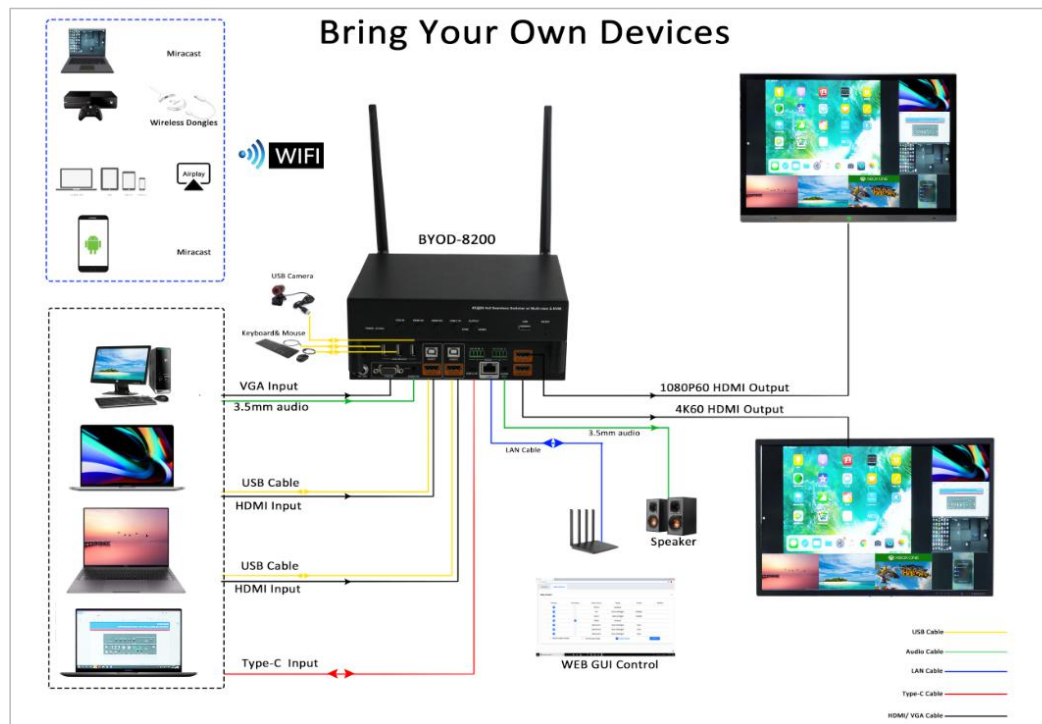 Bring Your Own Devices
Miracast
Wireless Dongles
Airplay
Miracast
WIFI
BYOD-8200
USB Camera
Keyboard& Mouse
VGA Input
3.5mm audio
USB Cable
HDMI Input
USB Cable
HDMI Input
Type-C Input
1080P60 HDMI Output
4K60 HDMI Output
3.5mm audio
LAN Cable
Speaker
WEB GUI Control
USB Cable
Audio Cable
LAN Cable
Type-C Cable
HDMI/ VGA Cable